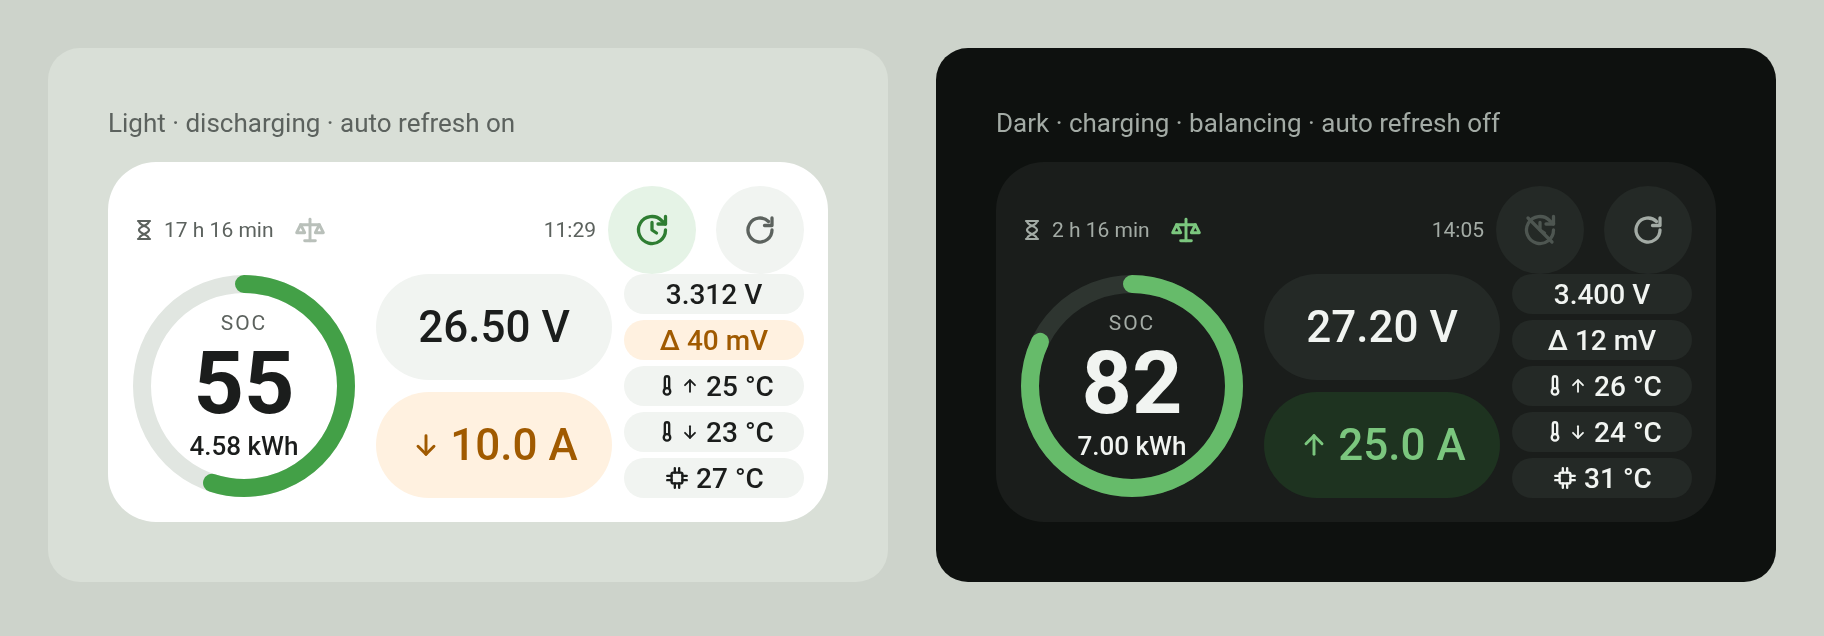 Light · discharging · auto refresh on
17 h 16 min
11:29
SOC
55
4.58 kWh
26.50 V
↓ 10.0 A
3.312 V
Δ 40 mV
↑ 25 °C
↓ 23 °C
27 °C
Dark · charging · balancing · auto refresh off
2 h 16 min
14:05
SOC
82
7.00 kWh
27.20 V
↑ 25.0 A
3.400 V
Δ 12 mV
↑ 26 °C
↓ 24 °C
31 °C